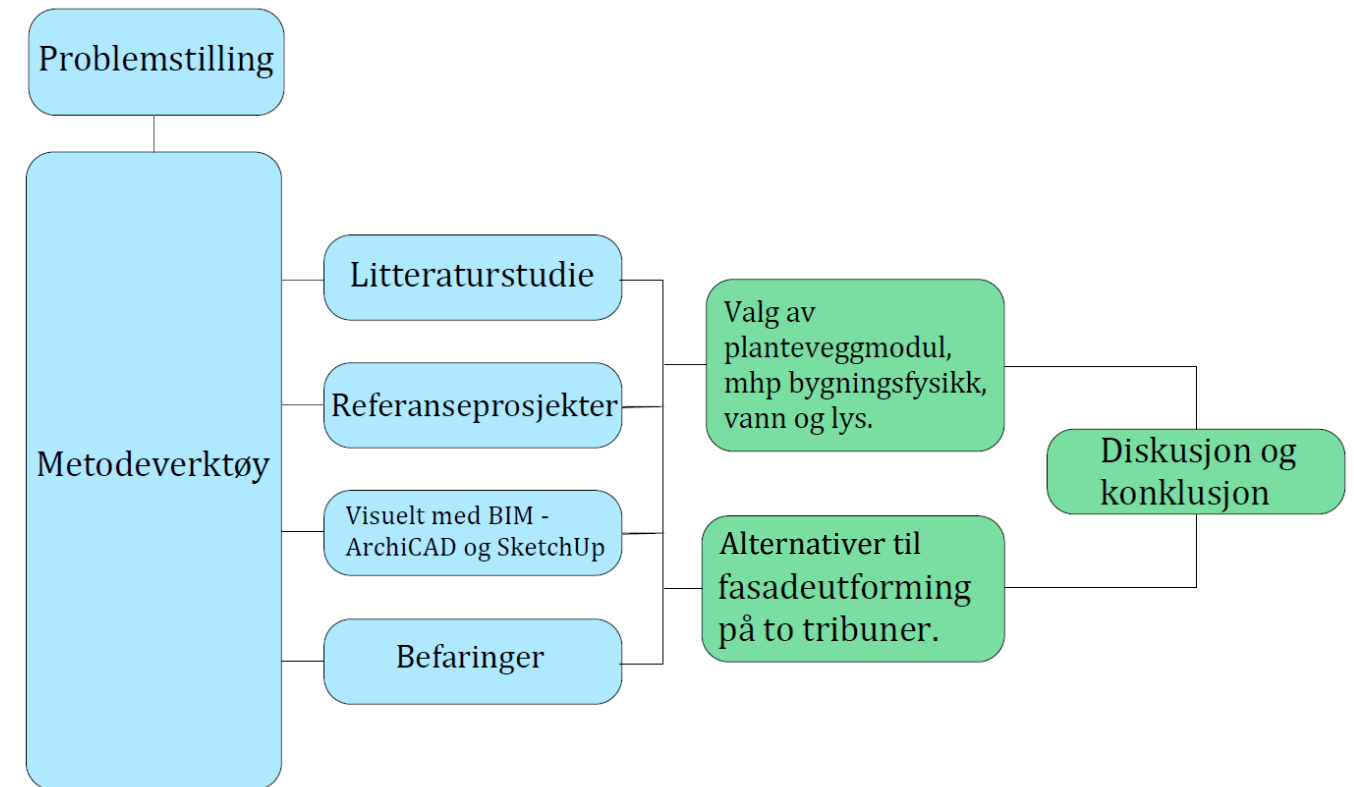 Problemstilling
Metodeverktøy
Litteraturstudie
Referanseprosjekter
Visuelt med BIM -
ArchiCAD og SketchUp
Befaringer
Valg av
planteveggmodul,
mhp bygningsfysikk,
vann og lys.
Alternativer til
fasadeutforming
på to tribuner.
Diskusjon og
konklusjon